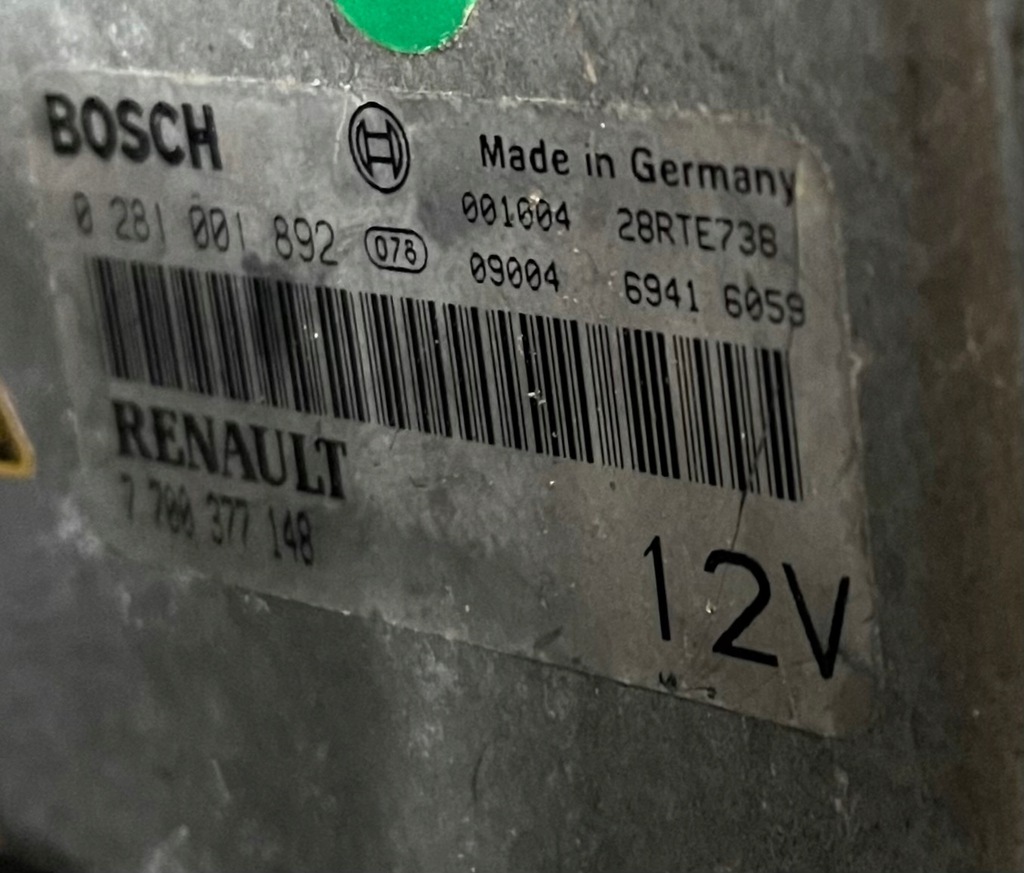 BOSCH
Made in Germany
0 281 001 892 078
001004 28RTE738
09004 6941 6059
RENAULT
7 700 377 148
12V